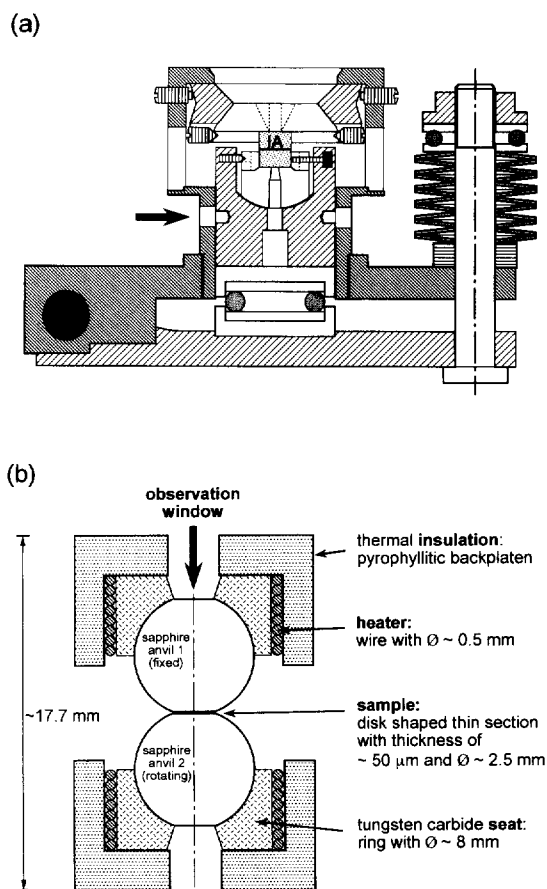 (a)
IA
(b)
observation
window
thermal insulation:
pyrophyllitic backplaten
sapphire
anvil 1
(fixed)
heater:
wire with Ø ~ 0.5 mm
~17.7 mm
sample:
disk shaped thin section
with thickness of
~ 50 µm and Ø ~ 2.5 mm
sapphire
anvil 2
(rotating)
tungsten carbide seat:
ring with Ø ~ 8 mm